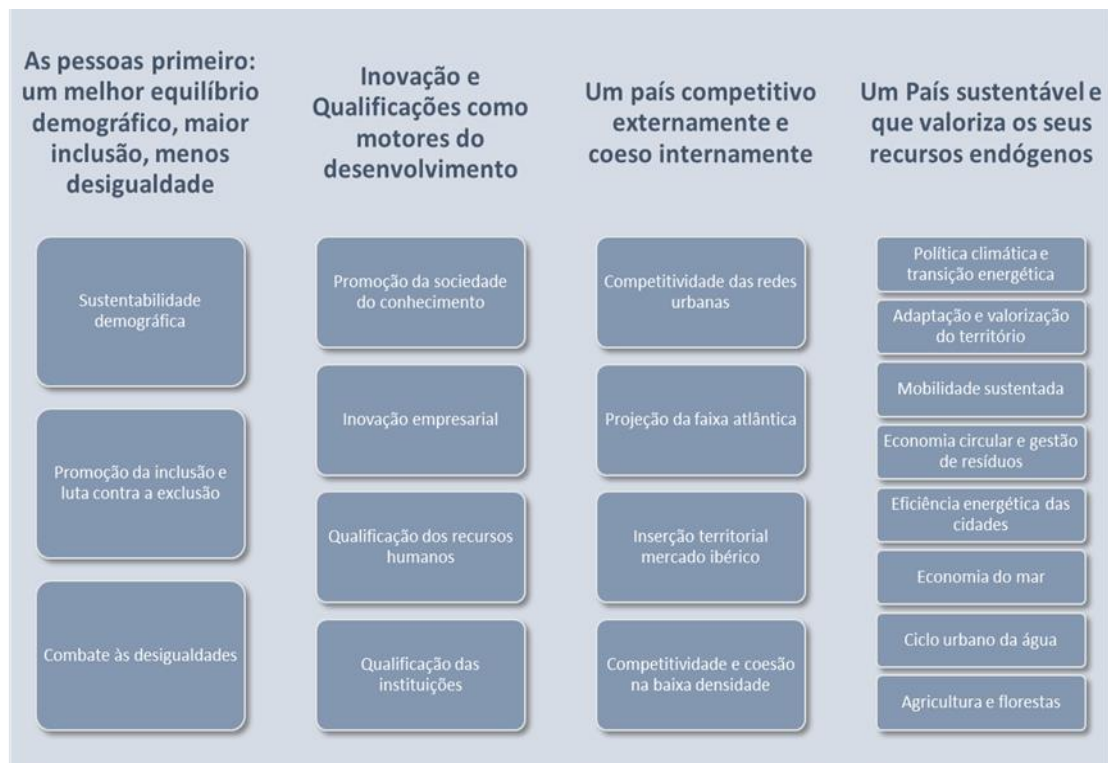 As pessoas primeiro:
um melhor equilíbrio
demográfico, maior
inclusão, menos
desigualdade
Sustentabilidade
demográfica
Promoção da inclusão e
luta contra a exclusão
Combate às desigualdades
Inovação e
Qualificações como
motores do
desenvolvimento
Promoção da sociedade
do conhecimento
Inovação empresarial
Qualificação dos recursos
humanos
Qualificação das
instituições
Um país competitivo
externamente e
coeso internamente
Competitividade das redes
urbanas
Projeção da faixa atlântica
Inserção territorial
mercado ibérico
Competitividade e coesão
na baixa densidade
Um País sustentável e
que valoriza os seus
recursos endógenos
Política climática e
transição energética
Adaptação e valorização
do território
Mobilidade sustentada
Economia circular e gestão
de resíduos
Eficiência energética das
cidades
Economia do mar
Ciclo urbano da água
Agricultura e florestas